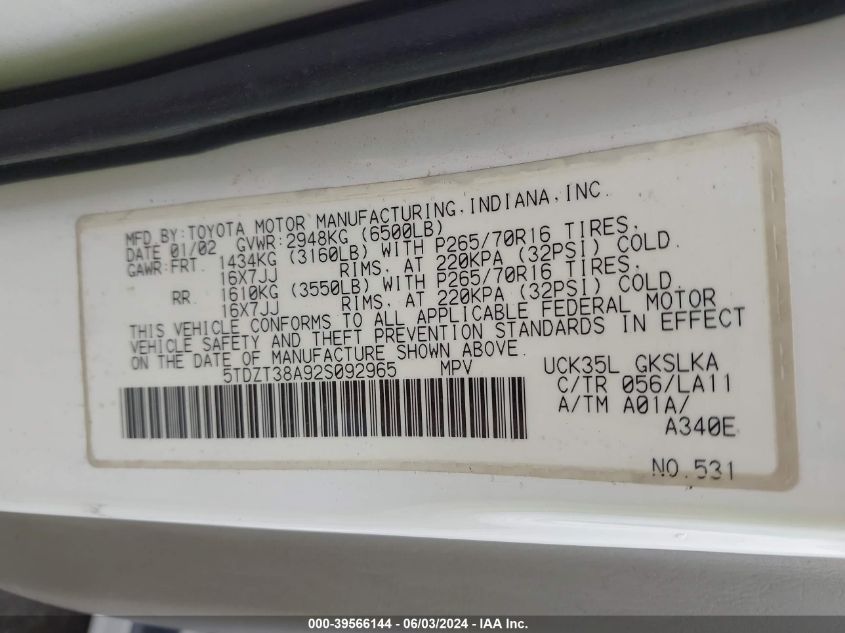 MFD. BY: TOYOTA MOTOR MANUFACTURING, INDIANA, INC.
DATE 01/02 GVWR: 2948KG (6500LB)
GAWR: FRT. 1434KG (3160LB) WITH P265/70R16 TIRES,
16X7JJ RIMS, AT 220KPA (32PSI) COLD.
RR. 1610KG (3550LB) WITH P265/70R16 TIRES,
16X7JJ RIMS, AT 220KPA (32PSI) COLD.
THIS VEHICLE CONFORMS TO ALL APPLICABLE FEDERAL MOTOR
VEHICLE SAFETY AND THEFT PREVENTION STANDARDS IN EFFECT
ON THE DATE OF MANUFACTURE SHOWN ABOVE.
5TDZT38A92S092965 MPV UCK35L GKSLKA
C/TR 056/LA11
A/TM A01A/
A340E
NO. 531
000-39566144 - 06/03/2024 - IAA Inc.